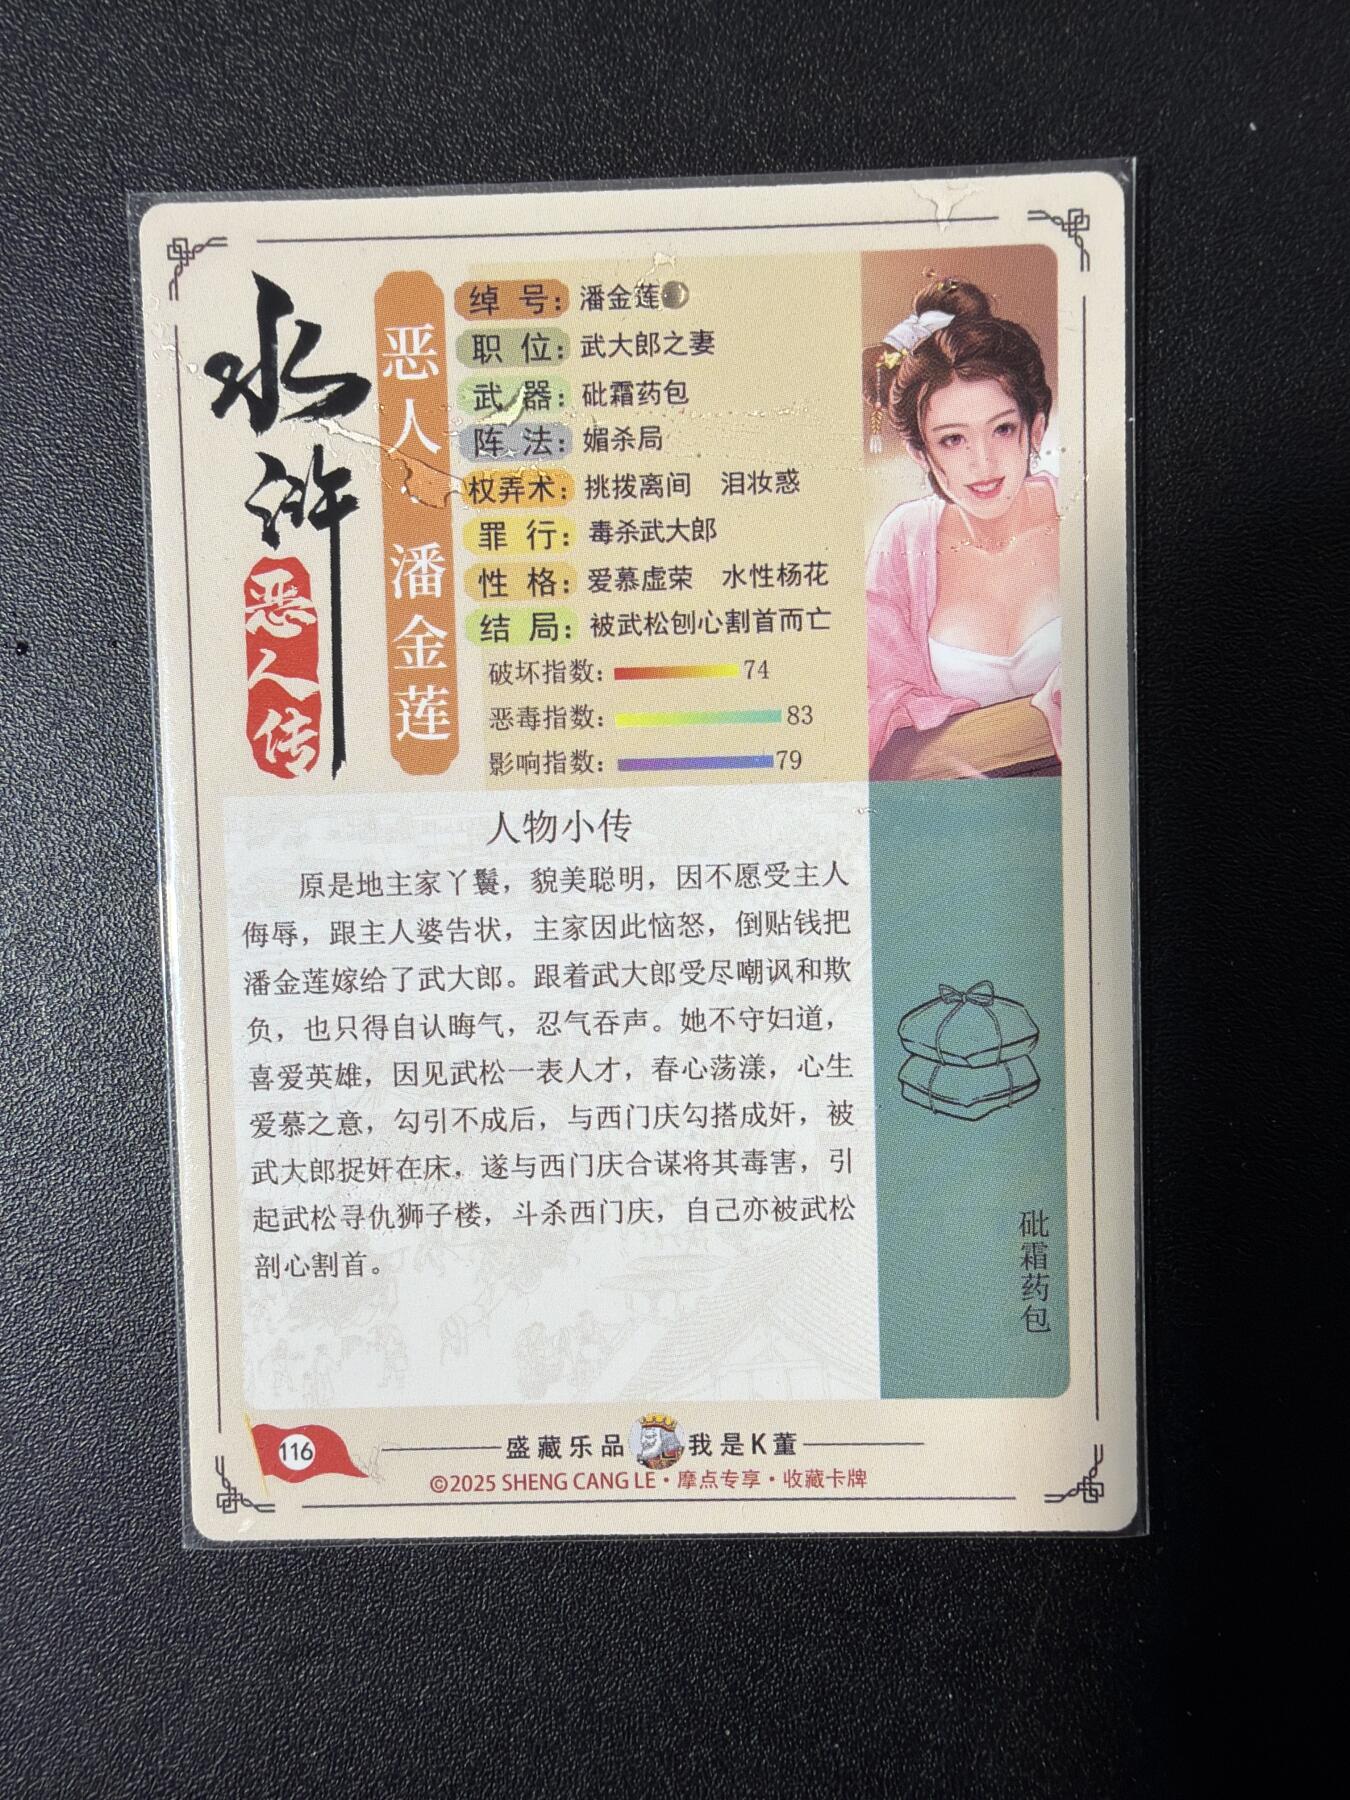 水浒
恶人传
恶人 潘金莲
绰号：潘金莲
职位：武大郎之妻
武器：砒霜药包
阵法：媚杀局
权弄术：挑拨离间 泪妆惑
罪行：毒杀武大郎
性格：爱慕虚荣 水性杨花
结局：被武松刨心割首而亡
破坏指数：74
恶毒指数：83
影响指数：79
人物小传
原是地主家丫鬟，貌美聪明，因不愿受主人
侮辱，跟主人婆告状，主家因此恼怒，倒贴钱把
潘金莲嫁给了武大郎。跟着武大郎受尽嘲讽和欺
负，也只得自认晦气，忍气吞声。她不守妇道，
喜爱英雄，因见武松一表人才，春心荡漾，心生
爱慕之意，勾引不成后，与西门庆勾搭成奸，被
武大郎捉奸在床，遂与西门庆合谋将其毒害，引
起武松寻仇狮子楼，斗杀西门庆，自己亦被武松
剖心割首。
砒霜药包
116
盛藏乐品 我是K董
©2025 SHENG CANG LE·摩点专享·收藏卡牌